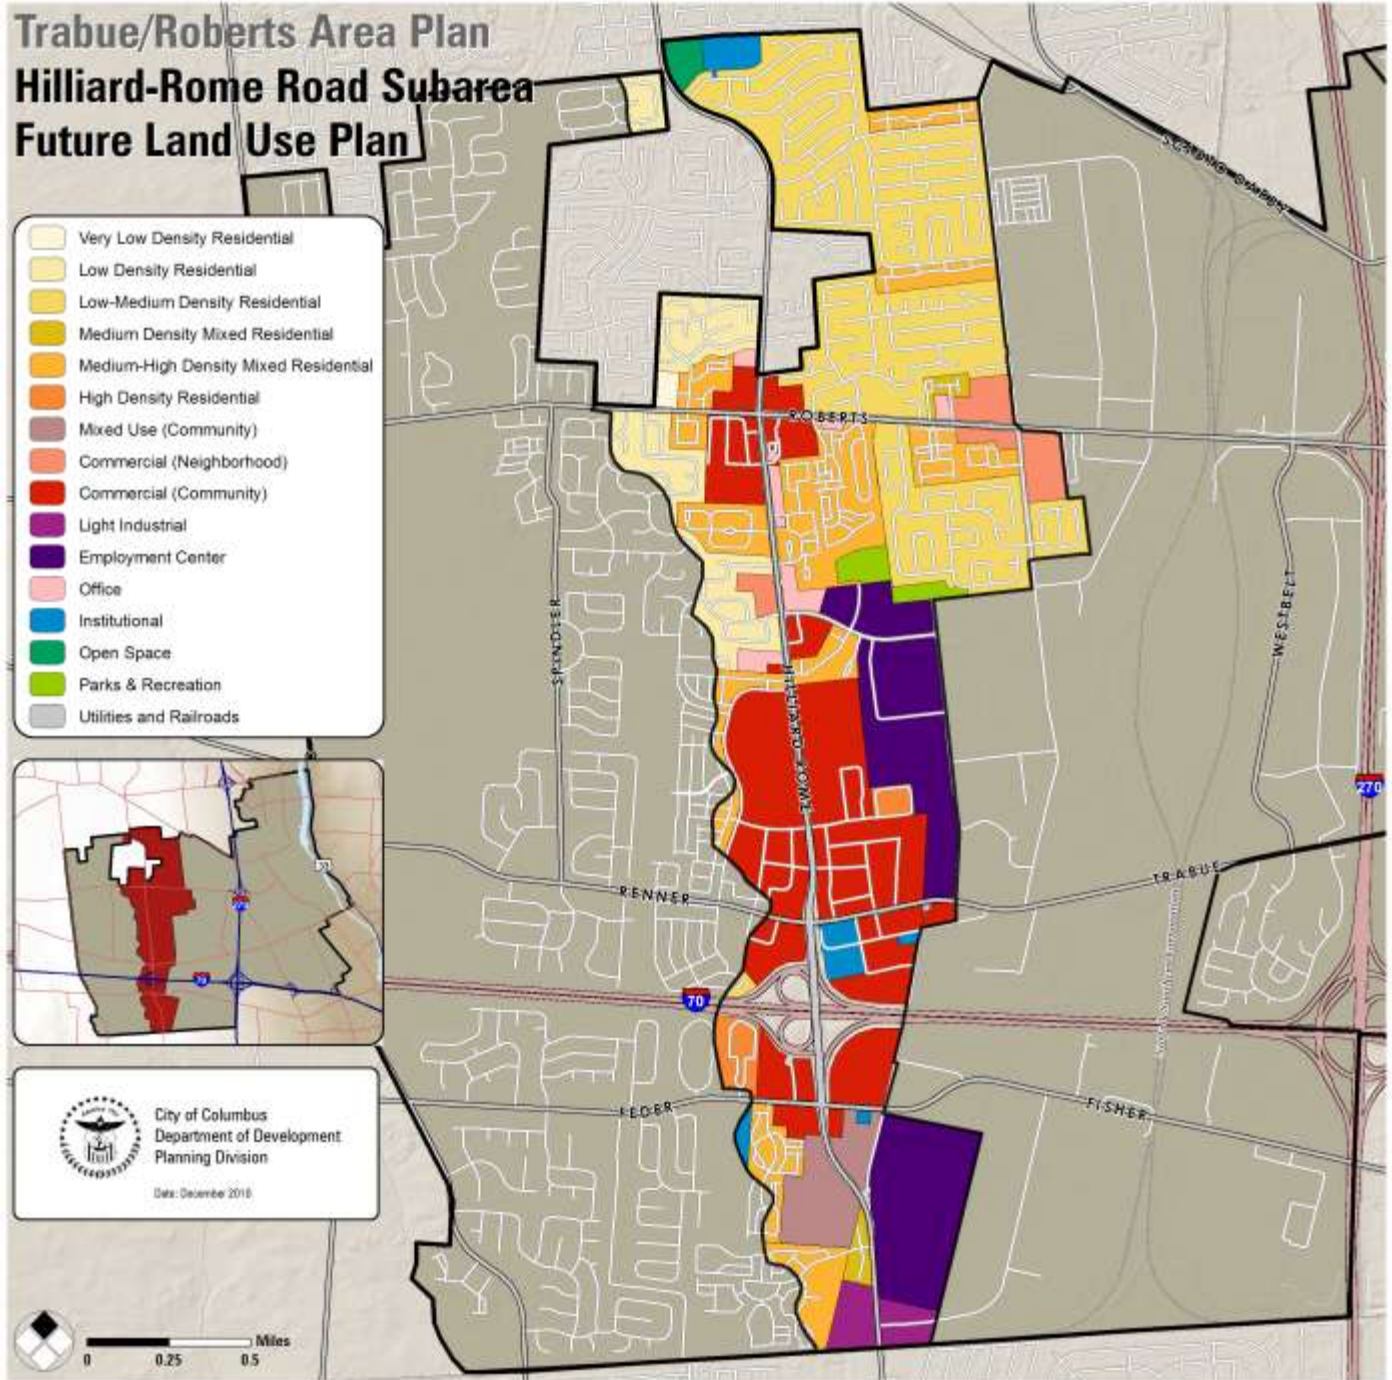 Trabue/Roberts Area Plan
Hilliard-Rome Road Subarea
Future Land Use Plan
Very Low Density Residential
Low Density Residential
Low-Medium Density Residential
Medium Density Mixed Residential
Medium-High Density Mixed Residential
High Density Residential
Mixed Use (Community)
Commercial (Neighborhood)
Commercial (Community)
Light Industrial
Employment Center
Office
Institutional
Open Space
Parks & Recreation
Utilities and Railroads
ROBERTS
SPINDLER
HILLIARD ROME
WESTBELT
270
RENNER
TRABUE
70
FEDER
FISHER
70
City of Columbus
Department of Development
Planning Division
Date: December 2010
Miles
0 0.25 0.5